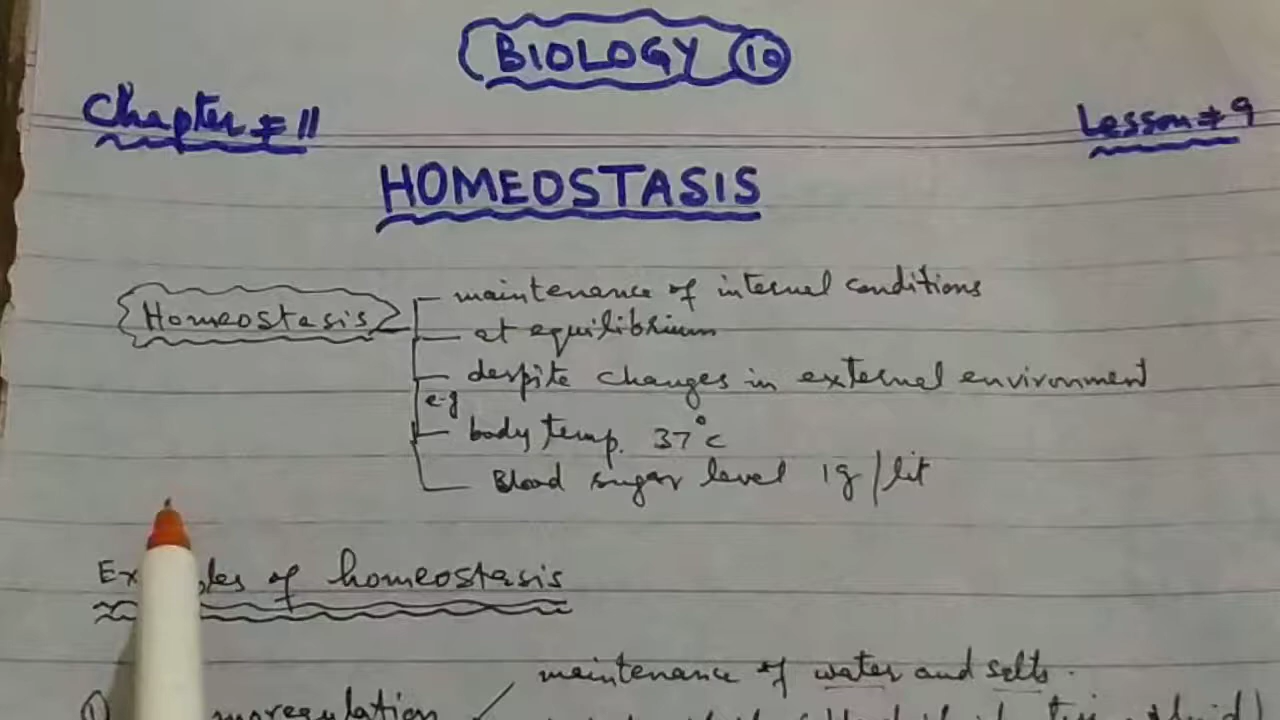 BIOLOGY 10
Chapter # 11
Lesson # 9
HOMEOSTASIS
Homeostasis
maintenance of internal conditions
at equilibrium
despite changes in external environment
e.g
body temp. 37°c
Blood sugar level 1g/lit
of homeostasis
maintenance of water and salts.